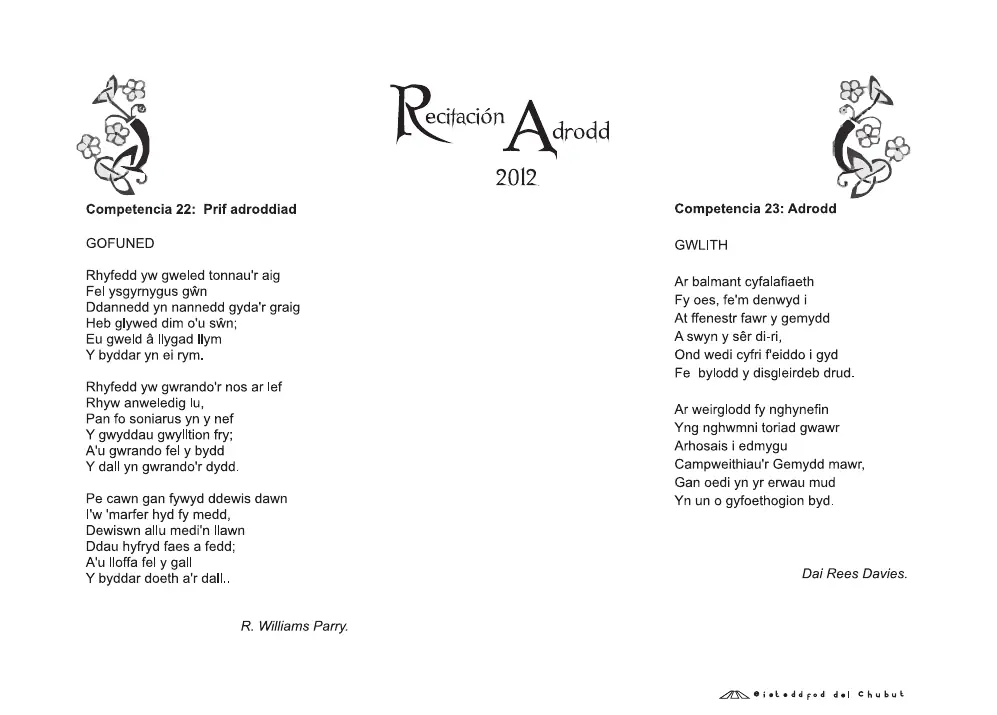 Recitación Adrodd
2012
Competencia 22: Prif adroddiad
GOFUNED
Rhyfedd yw gweled tonnau'r aig
Fel ysgyrnygus gŵn
Ddannedd yn nannedd gyda'r graig
Heb glywed dim o'u sŵn;
Eu gweld â llygad llym
Y byddar yn ei rym.
Rhyfedd yw gwrando'r nos ar lef
Rhyw anweledig lu,
Pan fo soniarus yn y nef
Y gwyddau gwylltion fry;
A'u gwrando fel y bydd
Y dall yn gwrando'r dydd.
Pe cawn gan fywyd ddewis dawn
I'w 'marfer hyd fy medd,
Dewiswn allu medi'n llawn
Ddau hyfryd faes a fedd;
A'u lloffa fel y gall
Y byddar doeth a'r dall..
R. Williams Parry.
Competencia 23: Adrodd
GWLITH
Ar balmant cyfalafiaeth
Fy oes, fe'm denwyd i
At ffenestr fawr y gemydd
A swyn y sêr di-ri,
Ond wedi cyfri f'eiddo i gyd
Fe bylodd y disgleirdeb drud.
Ar weirglodd fy nghynefin
Yng nghwmni toriad gwawr
Arhosais i edmygu
Campweithiau'r Gemydd mawr,
Gan oedi yn yr erwau mud
Yn un o gyfoethogion byd.
Dai Rees Davies.
eisteddfod del Chubut